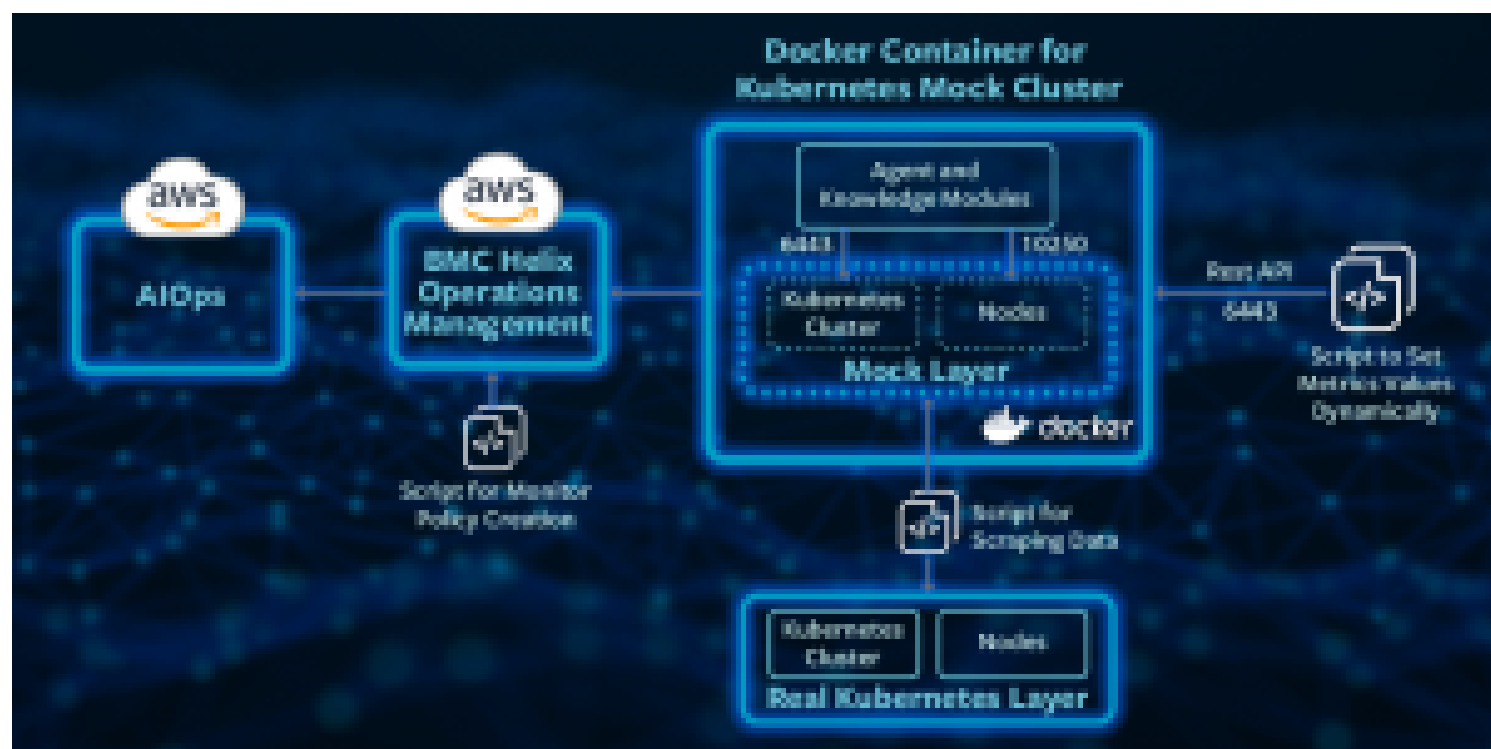 Docker Container for
Kubernetes Mock Cluster
Agent and
Knowledge Modules
6443
10250
aws
AIOps
aws
BMC Helix
Operations
Management
Kubernetes
Cluster
Nodes
Mock Layer
docker
Rest API
6443
Script to Set
Metrics Values
Dynamically
Script for Monitor
Policy Creation
Script for
Scraping Data
Kubernetes
Cluster
Nodes
Real Kubernetes Layer